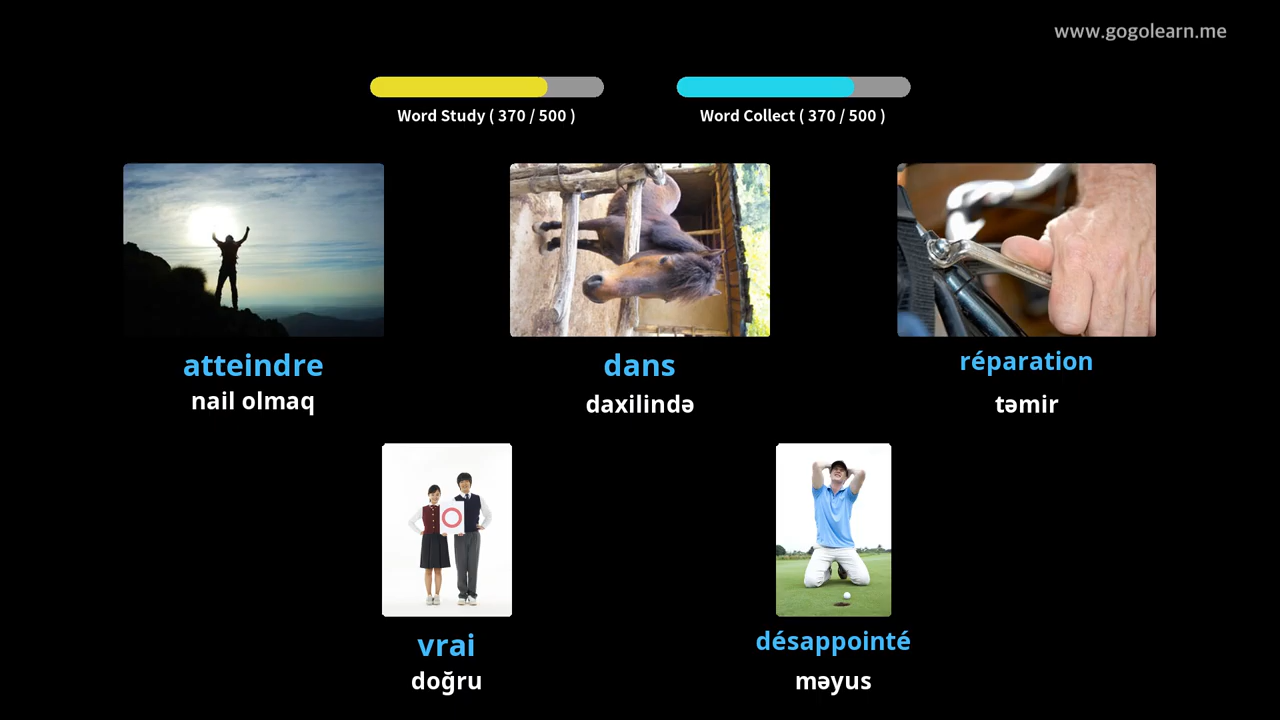 www.gogolearn.me
Word Study ( 370 / 500 )
Word Collect ( 370 / 500 )
atteindre
nail olmaq
dans
daxilində
réparation
təmir
vrai
doğru
désappointé
məyus